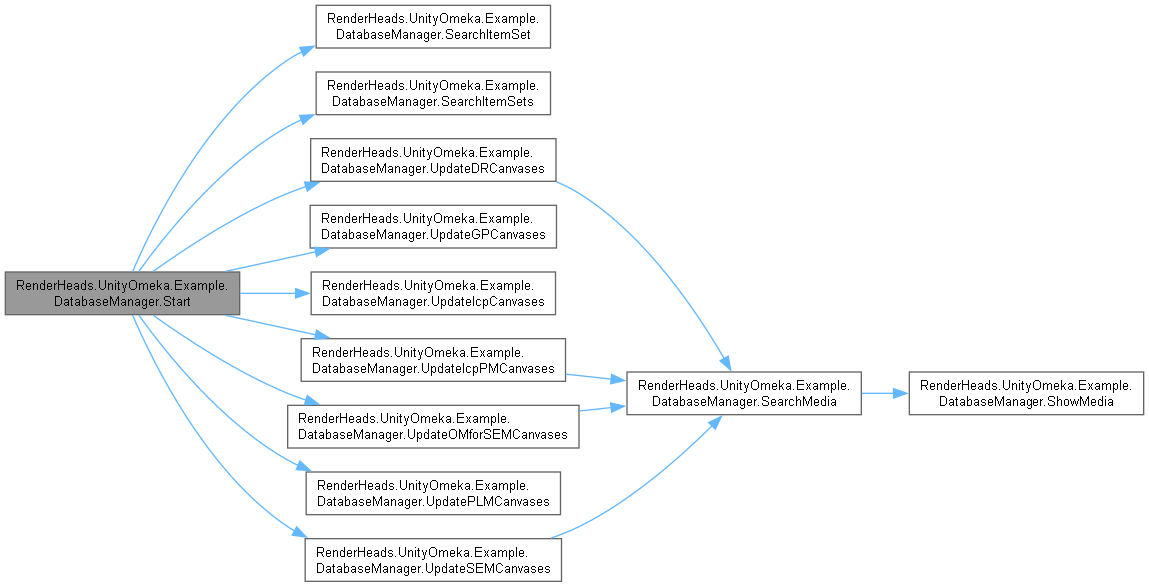 RenderHeads.UnityOmeka.Example.
DatabaseManager.SearchItemSet
RenderHeads.UnityOmeka.Example.
DatabaseManager.SearchItemSets
RenderHeads.UnityOmeka.Example.
DatabaseManager.UpdateDRCanvases
RenderHeads.UnityOmeka.Example.
DatabaseManager.UpdateGPCanvases
RenderHeads.UnityOmeka.Example.
DatabaseManager.Start
RenderHeads.UnityOmeka.Example.
DatabaseManager.UpdateIcpCanvases
RenderHeads.UnityOmeka.Example.
DatabaseManager.UpdateIcpPMCanvases
RenderHeads.UnityOmeka.Example.
DatabaseManager.SearchMedia
RenderHeads.UnityOmeka.Example.
DatabaseManager.ShowMedia
RenderHeads.UnityOmeka.Example.
DatabaseManager.UpdateOMforSEMCanvases
RenderHeads.UnityOmeka.Example.
DatabaseManager.UpdatePLMCanvases
RenderHeads.UnityOmeka.Example.
DatabaseManager.UpdateSEMCanvases